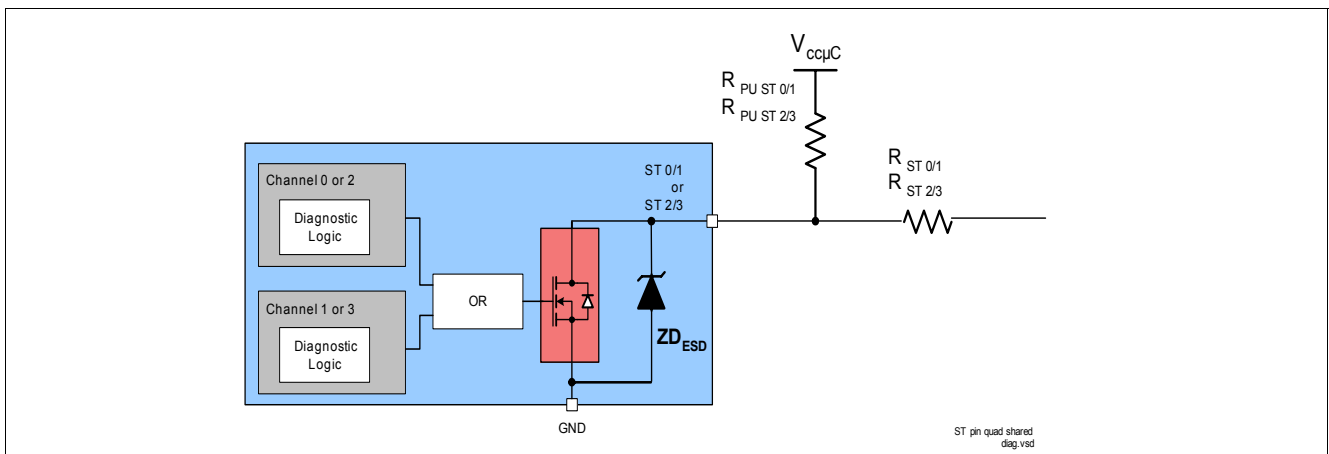 VccµC
R PU ST 0/1
R PU ST 2/3
R ST 0/1
R ST 2/3
ST 0/1
or
ST 2/3
Channel 0 or 2
Diagnostic
Logic
OR
Channel 1 or 3
Diagnostic
Logic
ZDESD
GND
ST pin quad shared
diag.vsd